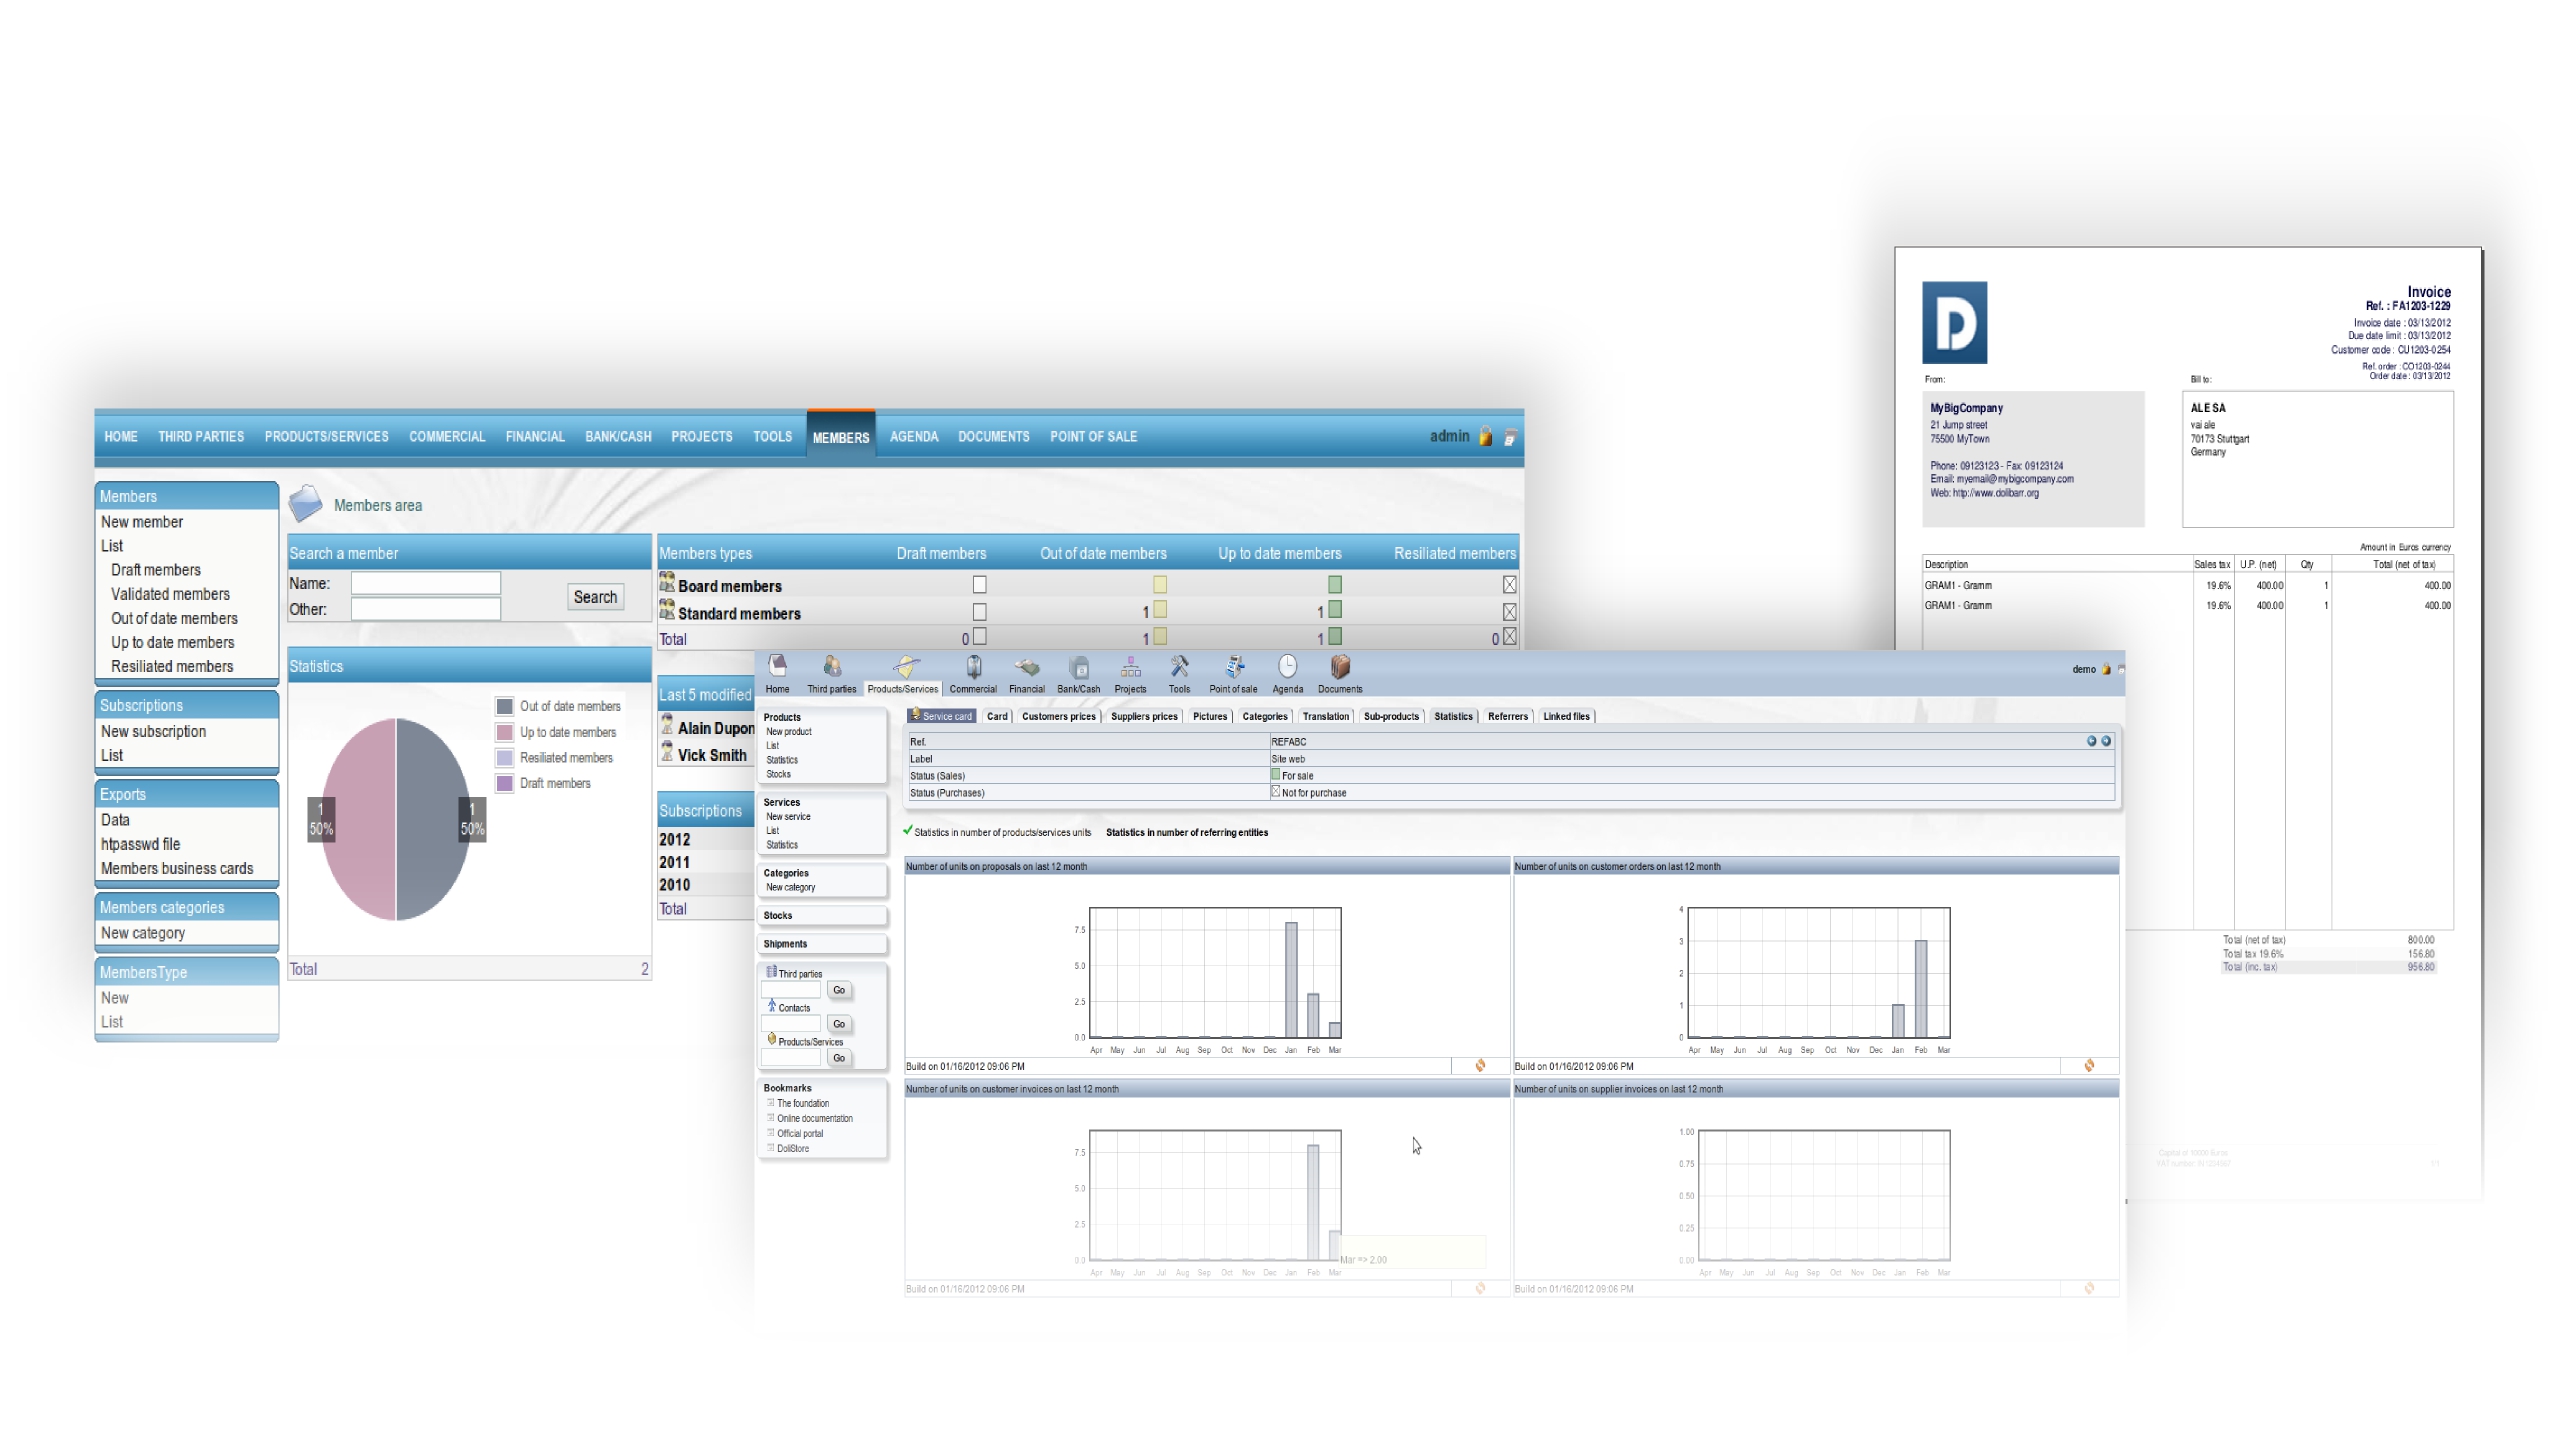 HOME THIRD PARTIES PRODUCTS/SERVICES COMMERCIAL FINANCIAL BANK/CASH PROJECTS TOOLS MEMBERS AGENDA DOCUMENTS POINT OF SALE admin
Members
New member
List
Draft members
Validated members
Out of date members
Up to date members
Resiliated members
Subscriptions
New subscription
List
Exports
Data
htpasswd file
Members business cards
Members categories
New category
MembersType
New
List
Members area
Search a member
Name:
Other:
Search
Statistics
Out of date members
Up to date members
Resiliated members
Draft members
1 1
50% 50%
Total 2
Members types Draft members Out of date members Up to date members Resiliated members
Board members
Standard members 1 1
Total 0 1 1 0
Last 5 modified
Alain Dupon
Vick Smith
Subscriptions
2012
2011
2010
Total
Home Third parties Products/Services Commercial Financial Bank/Cash Projects Tools Point of sale Agenda Documents demo
Products
New product
List
Statistics
Stocks
Services
New service
List
Statistics
Categories
New category
Stocks
Shipments
Third parties
Go
Contacts
Go
Products/Services
Go
Bookmarks
The foundation
Online documentation
Official portal
DoliStore
Service card Card Customers prices Suppliers prices Pictures Categories Translation Sub-products Statistics Referrers Linked files
Ref. REFABC
Label Site web
Status (Sales) For sale
Status (Purchases) Not for purchase
Statistics in number of products/services units Statistics in number of referring entities
Number of units on proposals on last 12 month
7.5
5.0
2.5
0.0
Apr May Jun Jul Aug Sep Oct Nov Dec Jan Feb Mar
Build on 01/16/2012 09:06 PM
Number of units on customer orders on last 12 month
4
3
2
1
0
Apr May Jun Jul Aug Sep Oct Nov Dec Jan Feb Mar
Build on 01/16/2012 09:06 PM
Number of units on customer invoices on last 12 month
7.5
5.0
2.5
0.0
Mar => 2.00
Apr May Jun Jul Aug Sep Oct Nov Dec Jan Feb Mar
Build on 01/16/2012 09:06 PM
Number of units on supplier invoices on last 12 month
1.00
0.75
0.50
0.25
0.00
Apr May Jun Jul Aug Sep Oct Nov Dec Jan Feb Mar
Build on 01/16/2012 09:06 PM
D
Invoice
Ref. : FA1203-1229
Invoice date : 03/13/2012
Due date limit : 03/13/2012
Customer code : CU1203-0254
Ref. order : CO1203-0244
Order date : 03/13/2012
From:
MyBigCompany
21 Jump street
75500 MyTown
Phone: 09123123 - Fax: 09123124
Email: myemail@mybigcompany.com
Web: http://www.dolibarr.org
Bill to:
ALE SA
vai ale
70173 Stuttgart
Germany
Amount in Euros currency
Description Sales tax U.P. (net) Qty Total (net of tax)
GRAM1 - Gramm 19.6% 400.00 1 400.00
GRAM1 - Gramm 19.6% 400.00 1 400.00
Total (net of tax) 800.00
Total tax 19.6% 156.80
Total (inc. tax) 956.80
Capital of 10000 Euros
VAT number:
1/1